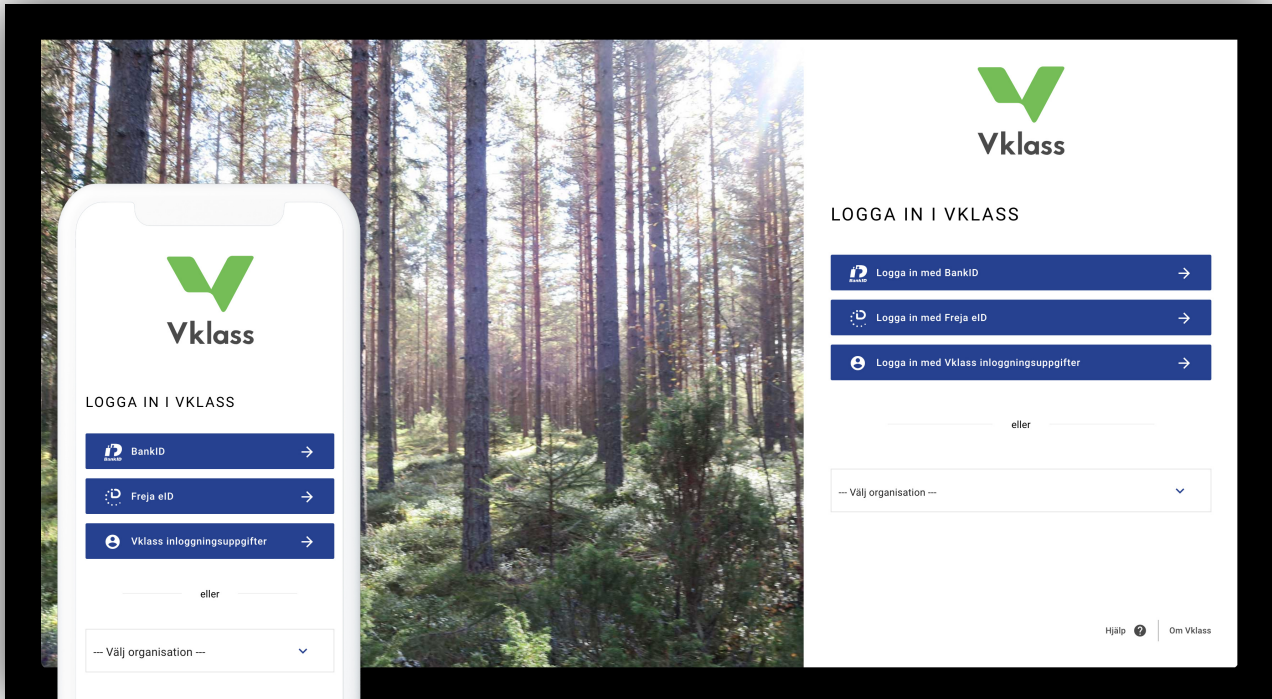 Vklass
LOGGA IN I VKLASS
BankID
BankID
Freja eID
Vklass inloggningsuppgifter
eller
--- Välj organisation ---
Vklass
LOGGA IN I VKLASS
BankID
Logga in med BankID
Logga in med Freja eID
Logga in med Vklass inloggningsuppgifter
eller
--- Välj organisation ---
Hjälp ? Om Vklass